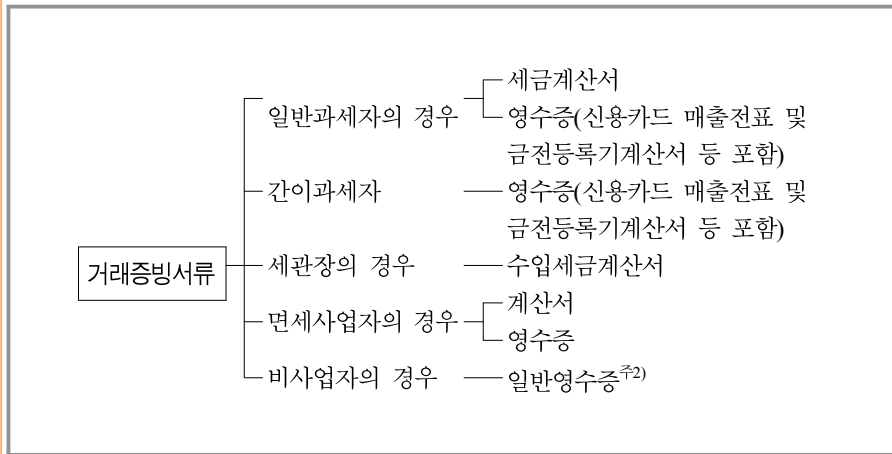 세금계산서
일반과세자의 경우
영수증(신용카드 매출전표 및
금전등록기계산서 등 포함)
간이과세자
영수증(신용카드 매출전표 및
금전등록기계산서 등 포함)
거래증빙서류
세관장의 경우
수입세금계산서
계산서
면세사업자의 경우
영수증
비사업자의 경우
일반영수증주2)